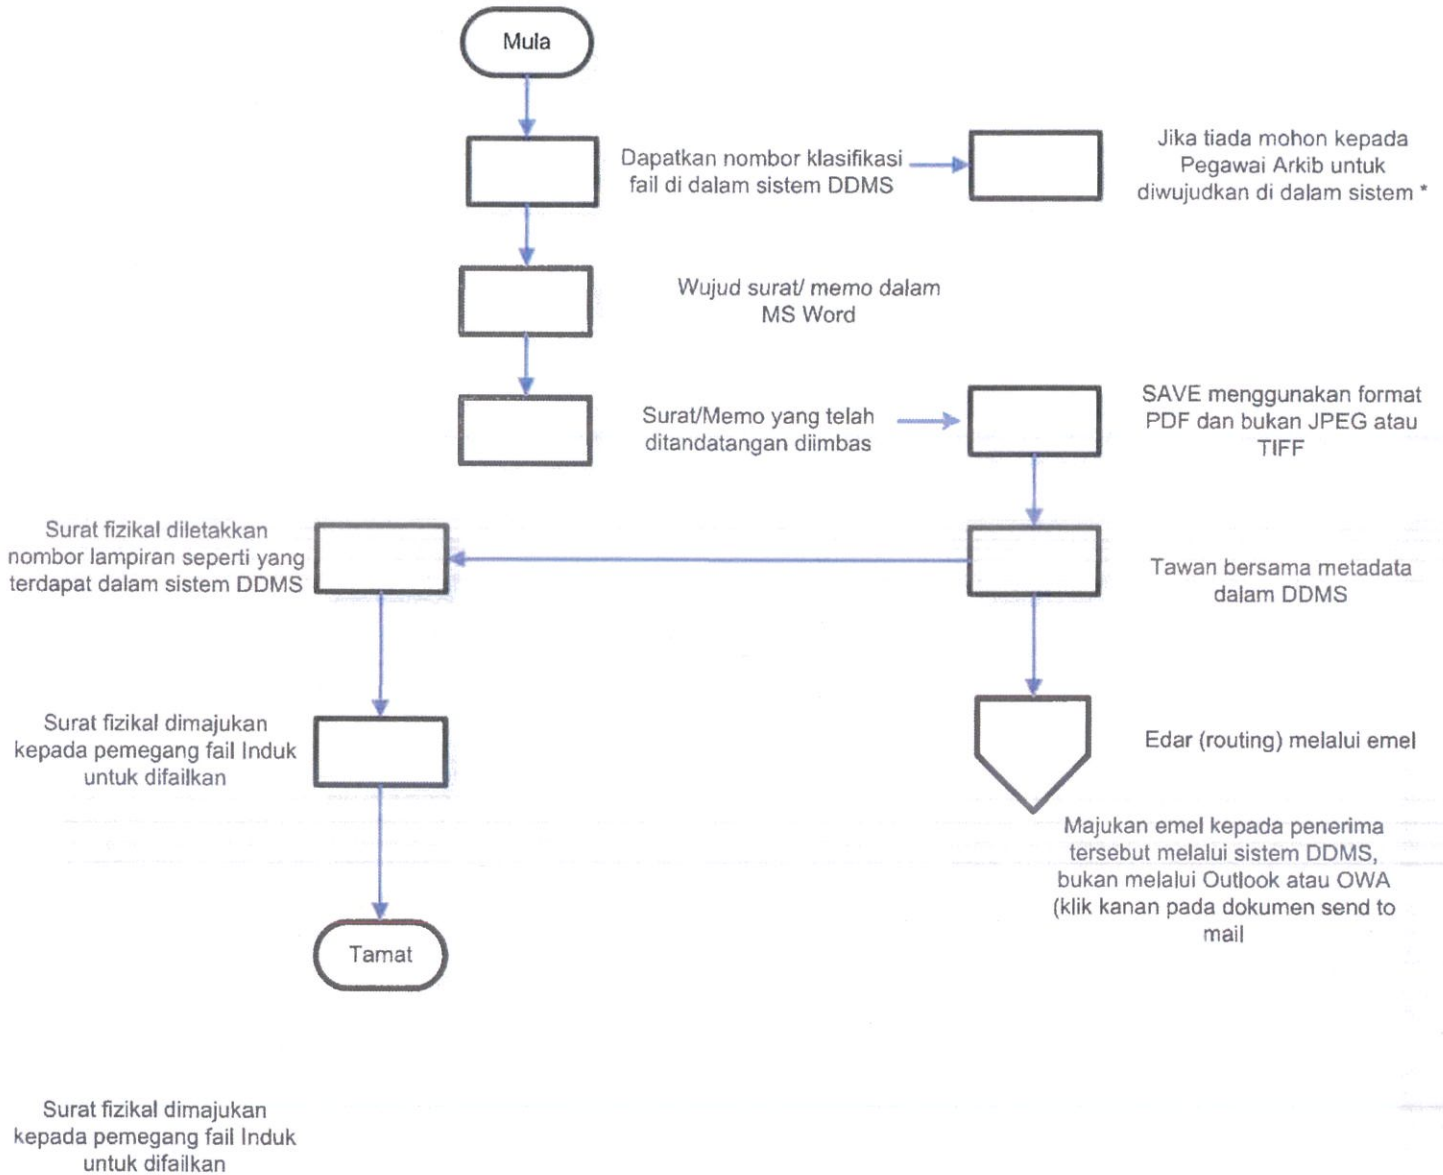 Mula
Dapatkan nombor klasifikasi
fail di dalam sistem DDMS
Jika tiada mohon kepada
Pegawai Arkib untuk
diwujudkan di dalam sistem *
Wujud surat/ memo dalam
MS Word
Surat/Memo yang telah
ditandatangan diimbas
SAVE menggunakan format
PDF dan bukan JPEG atau
TIFF
Surat fizikal diletakkan
nombor lampiran seperti yang
terdapat dalam sistem DDMS
Tawan bersama metadata
dalam DDMS
Surat fizikal dimajukan
kepada pemegang fail Induk
untuk difailkan
Edar (routing) melalui emel
Majukan emel kepada penerima
tersebut melalui sistem DDMS,
bukan melalui Outlook atau OWA
(klik kanan pada dokumen send to
mail
Tamat
Surat fizikal dimajukan
kepada pemegang fail Induk
untuk difailkan